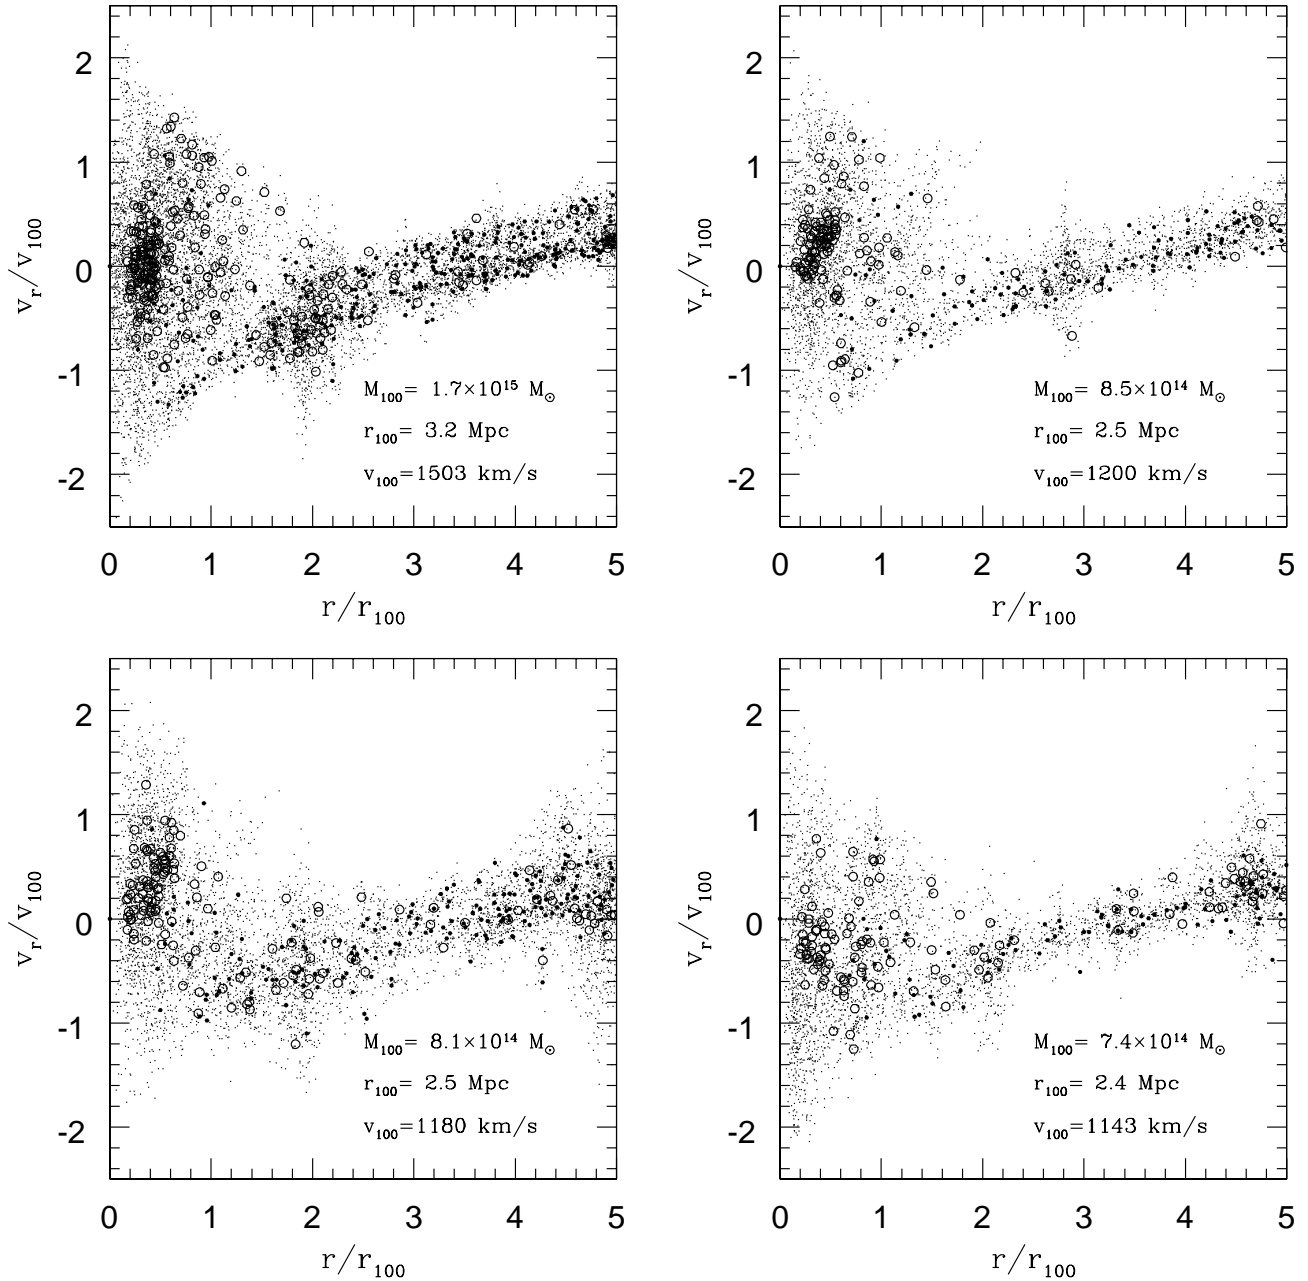 2
1
0
-1
-2
v_r/v_100
M_100= 1.7×10^15 M_⊙
r_100= 3.2 Mpc
v_100=1503 km/s
0 1 2 3 4 5
r/r_100
2
1
0
-1
-2
v_r/v_100
M_100= 8.5×10^14 M_⊙
r_100= 2.5 Mpc
v_100=1200 km/s
0 1 2 3 4 5
r/r_100
2
1
0
-1
-2
v_r/v_100
M_100= 8.1×10^14 M_⊙
r_100= 2.5 Mpc
v_100=1180 km/s
0 1 2 3 4 5
r/r_100
2
1
0
-1
-2
v_r/v_100
M_100= 7.4×10^14 M_⊙
r_100= 2.4 Mpc
v_100=1143 km/s
0 1 2 3 4 5
r/r_100